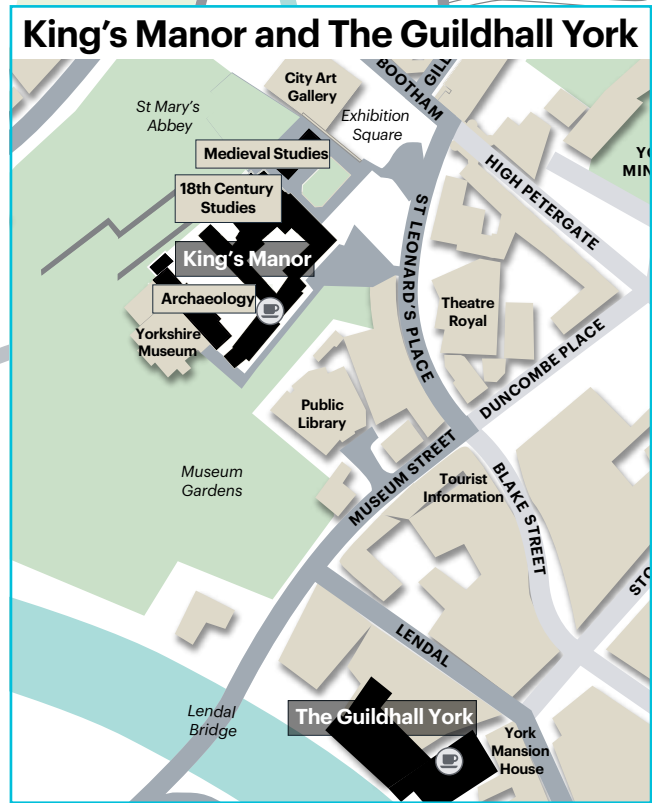 King's Manor and The Guildhall York
City Art
Gallery
BOOTHAM
St Mary's
Abbey
Exhibition
Square
Medieval Studies
HIGH PETERGATE
18th Century
Studies
ST LEONARD'S PLACE
King's Manor
Archaeology
Theatre
Royal
Yorkshire
Museum
DUNCOMBE PLACE
Public
Library
MUSEUM STREET
Museum
Gardens
Tourist
Information
BLAKE STREET
LENDAL
Lendal
Bridge
The Guildhall York
York
Mansion
House